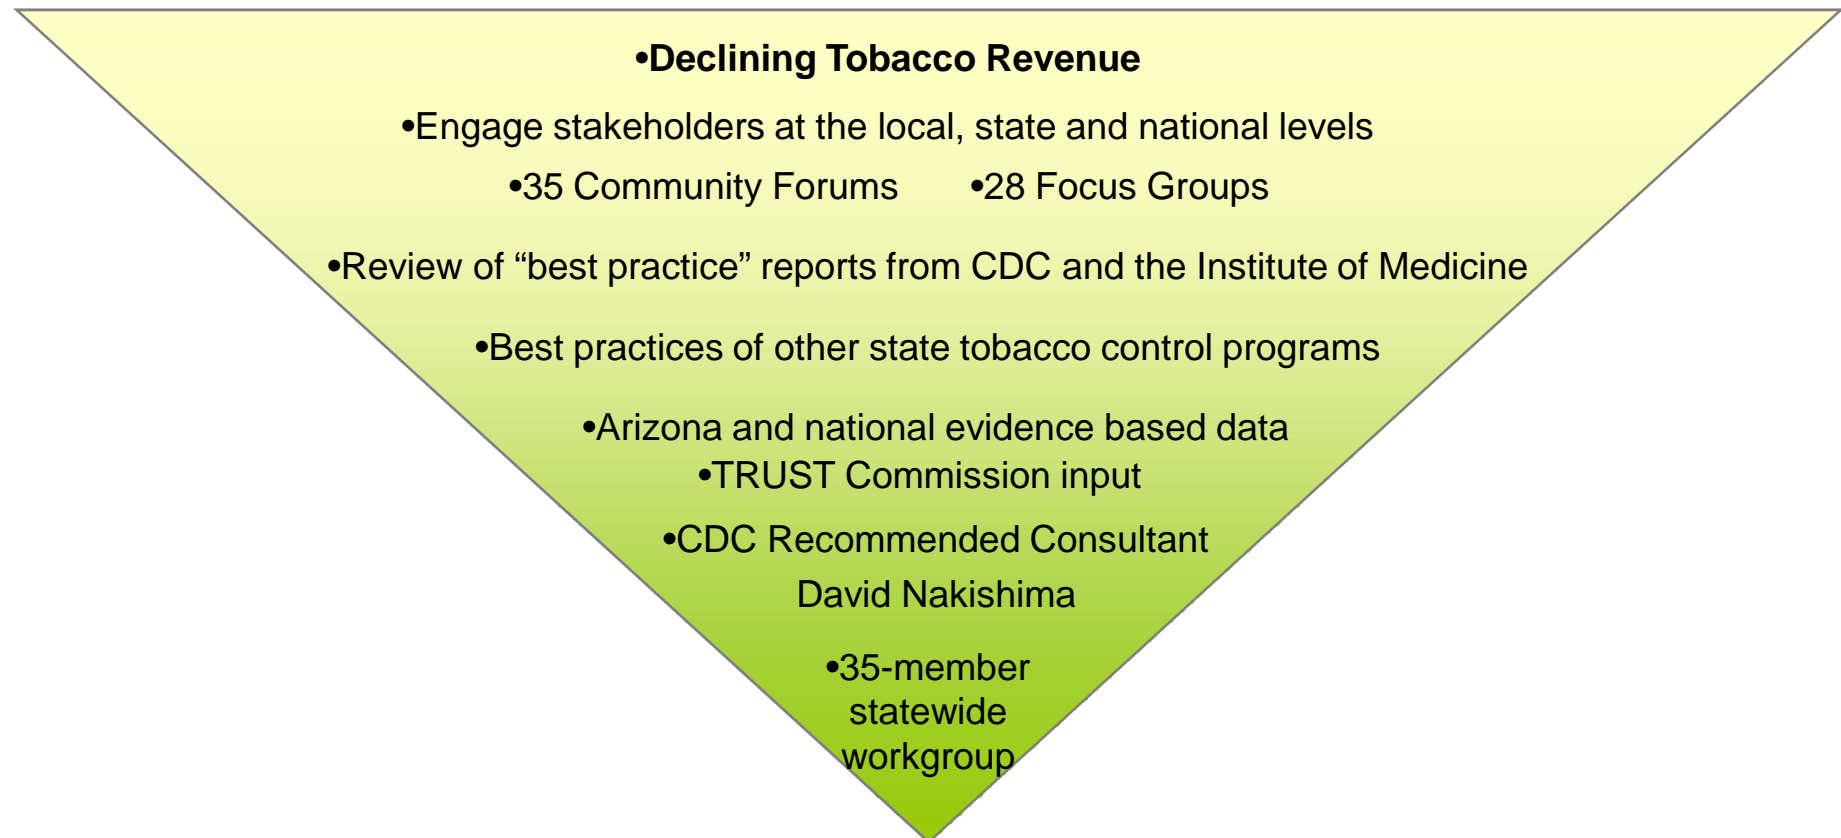 •Declining Tobacco Revenue
•Engage stakeholders at the local, state and national levels
•35 Community Forums •28 Focus Groups
•Review of “best practice” reports from CDC and the Institute of Medicine
•Best practices of other state tobacco control programs
•Arizona and national evidence based data
•TRUST Commission input
•CDC Recommended Consultant
David Nakishima
•35-member
statewide
workgroup